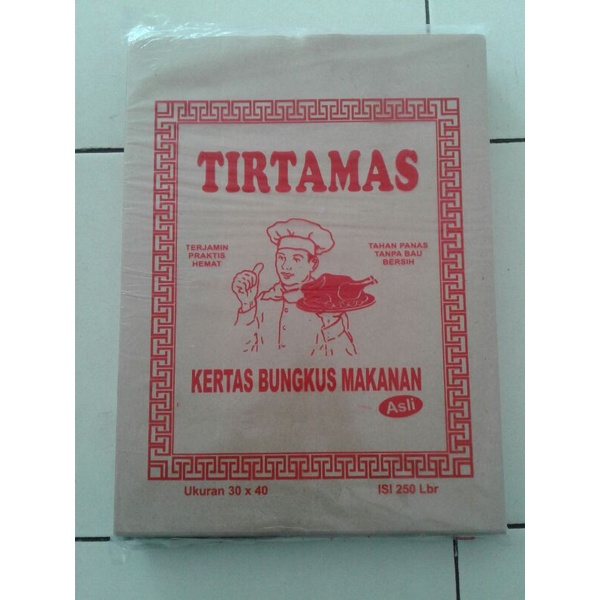 TIRTAMAS
TERJAMIN
PRAKTIS
HEMAT
TAHAN PANAS
TANPA BAU
BERSIH
KERTAS BUNGKUS MAKANAN
Asli
Ukuran 30 x 40
ISI 250 Lbr